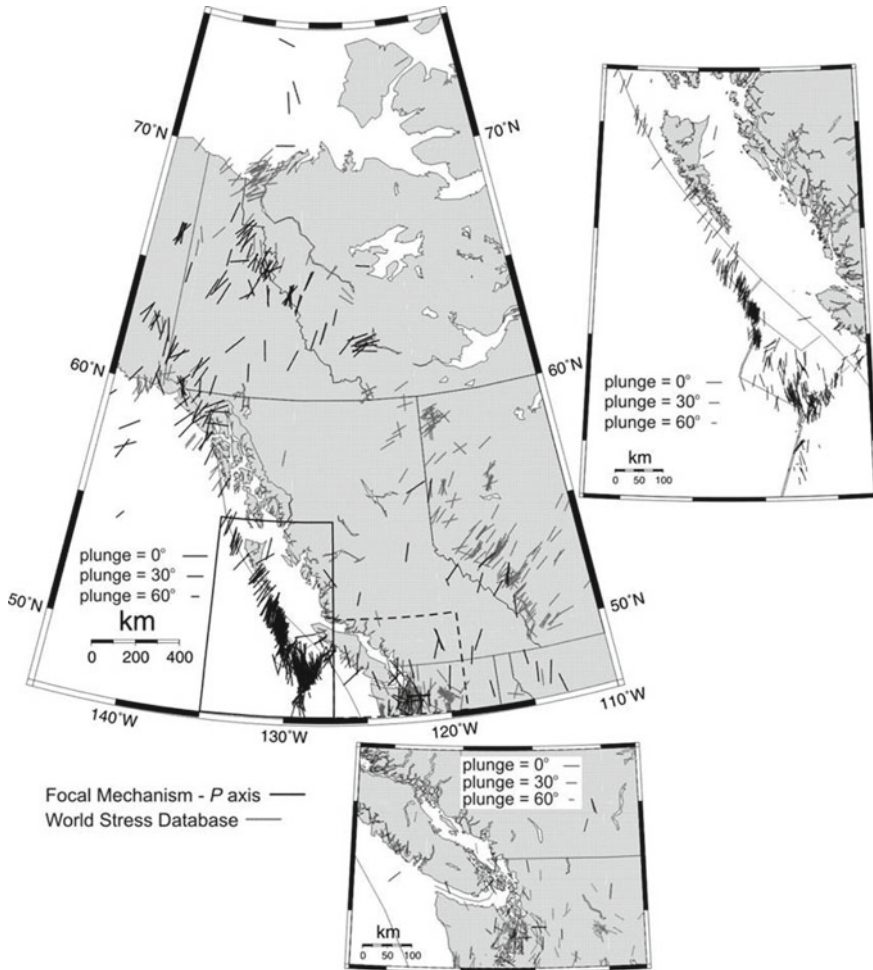 70˚N
70˚N
60˚N
60˚N
plunge = 0°
plunge = 30°
plunge = 60°
km
0 50 100
plunge = 0°
plunge = 30°
plunge = 60°
50˚N
50˚N
km
0 200 400
140˚W
130˚W
120˚W
110˚W
plunge = 0°
plunge = 30°
plunge = 60°
Focal Mechanism - P axis
World Stress Database
km
0 50 100